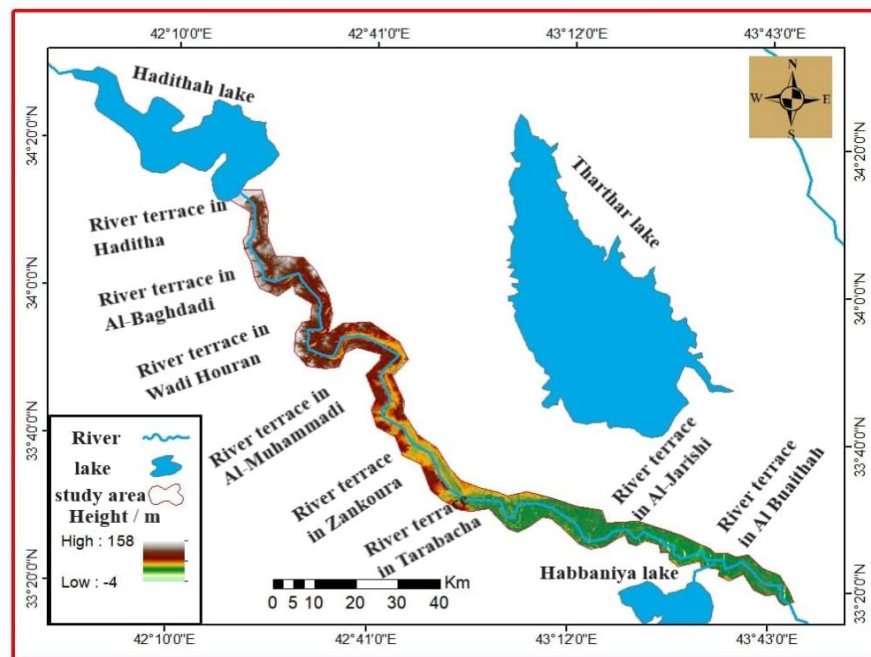 42°10'0"E
42°41'0"E
43°12'0"E
43°43'0"E
Hadithah lake
N
W
E
S
34°20'0"N
34°20'0"N
Tharthar lake
River terrace in
Haditha
34°0'0"N
34°0'0"N
River terrace in
Al-Baghdadi
River terrace in
Wadi Houran
River terrace in
Al-Muhammadi
33°40'0"N
33°40'0"N
River terrace
in Zankoura
River terrace
in Tarabacha
River terrace
in Al-Jarishi
River terrace
in Al Buaithah
River
lake
study area
Height / m
High : 158
Low : -4
Habbaniya lake
Km
0 5 10 20 30 40
33°20'0"N
33°20'0"N
42°10'0"E
42°41'0"E
43°12'0"E
43°43'0"E